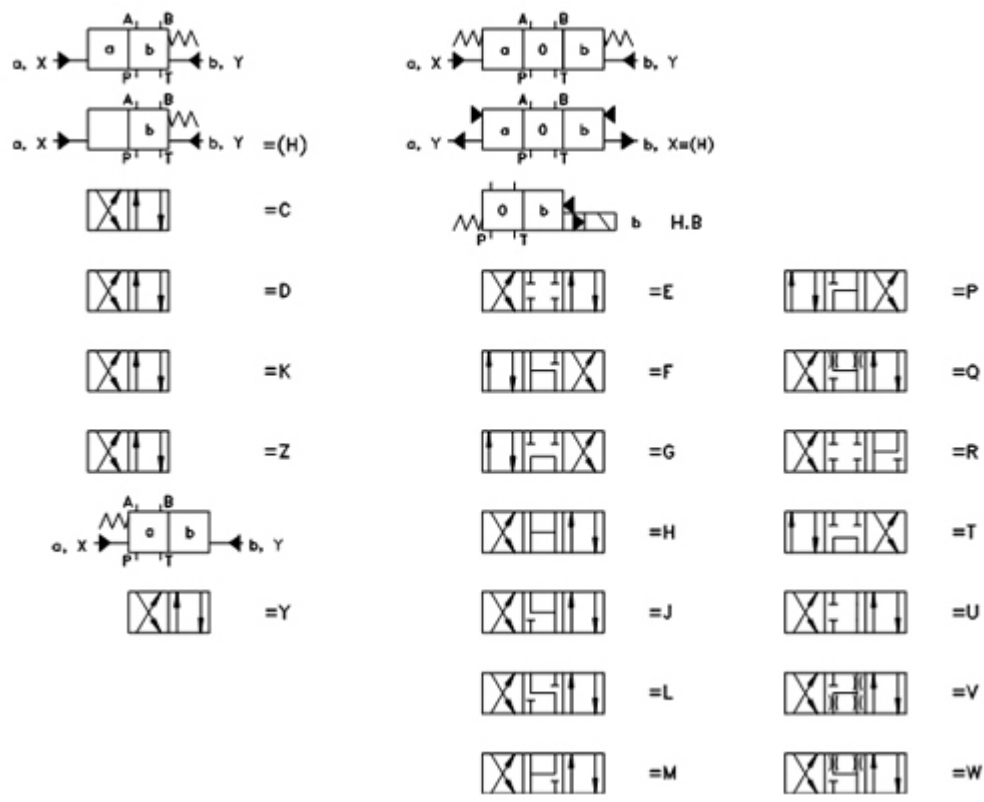 A B A B
a, X a b b, Y a, X a 0 b b, Y
P T P T
A B A B
a, X b b, Y =(H) a, Y a 0 b b, X=(H)
P T P T
=C 0 b b H.B
P T
=D =E =P
=K =F =Q
=Z =G =R
A B
a, X a b b, Y =H =T
P T
=Y =J =U
=L =V
=M =W